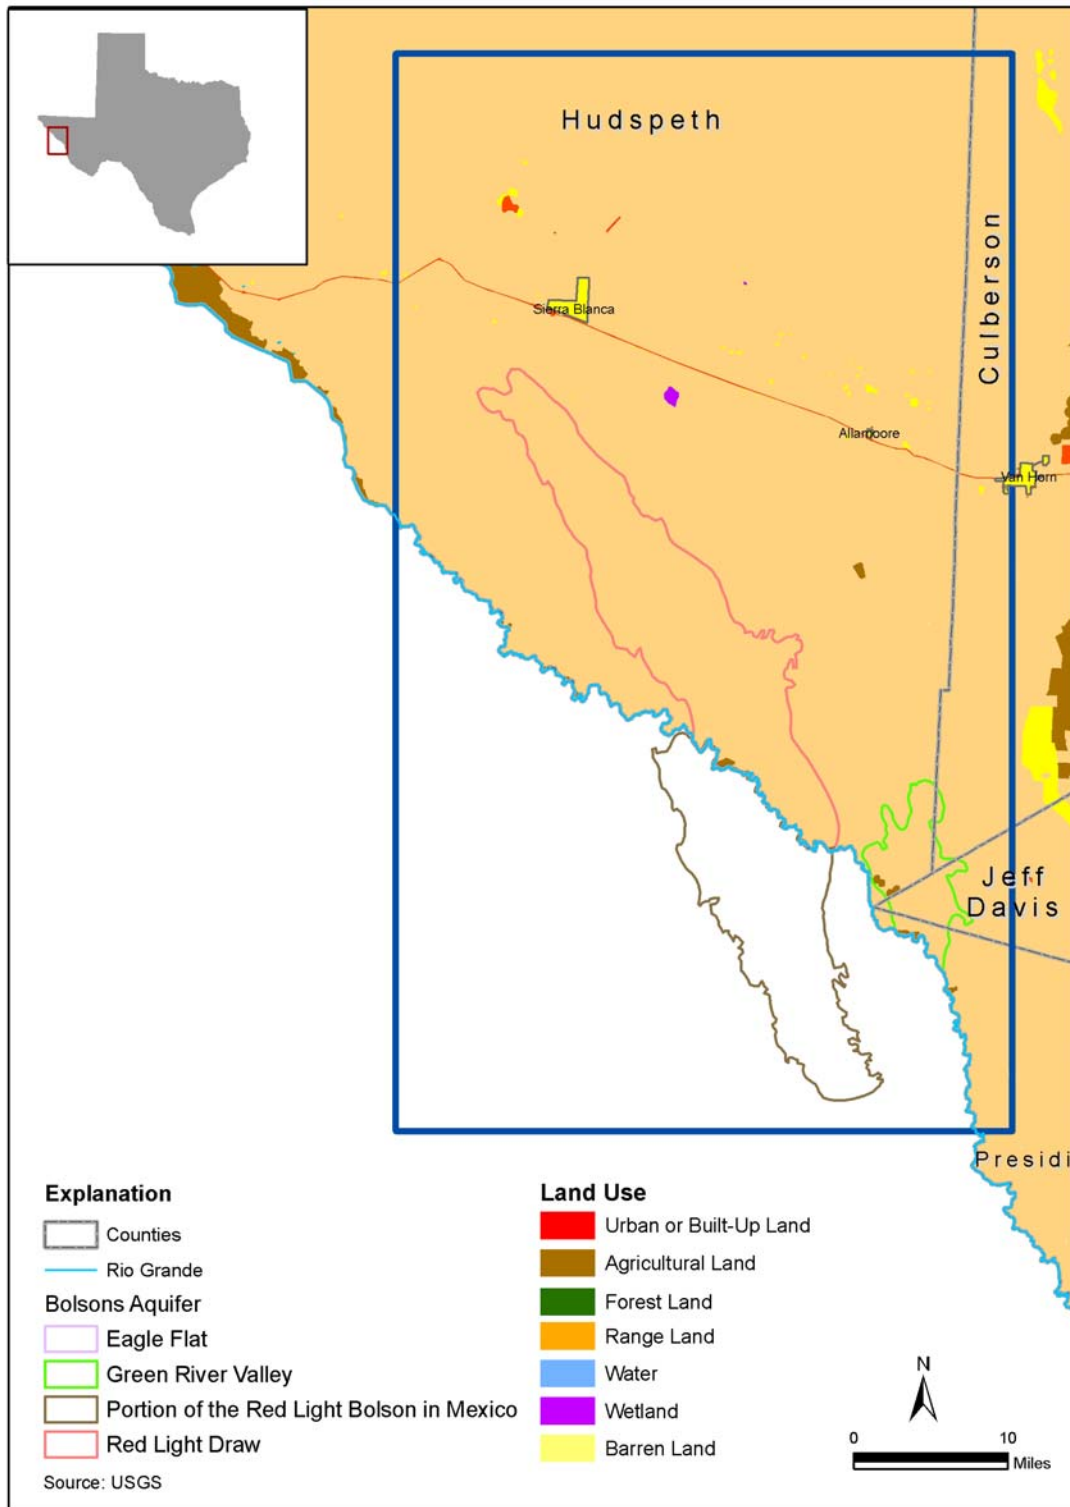 Hudspeth
Culberson
Sierra Blanca
Allamoore
Van Horn
Jeff
Davis
Presidi
Explanation
Counties
Rio Grande
Bolsons Aquifer
Eagle Flat
Green River Valley
Portion of the Red Light Bolson in Mexico
Red Light Draw
Source: USGS
Land Use
Urban or Built-Up Land
Agricultural Land
Forest Land
Range Land
Water
Wetland
Barren Land
N
0 10
Miles